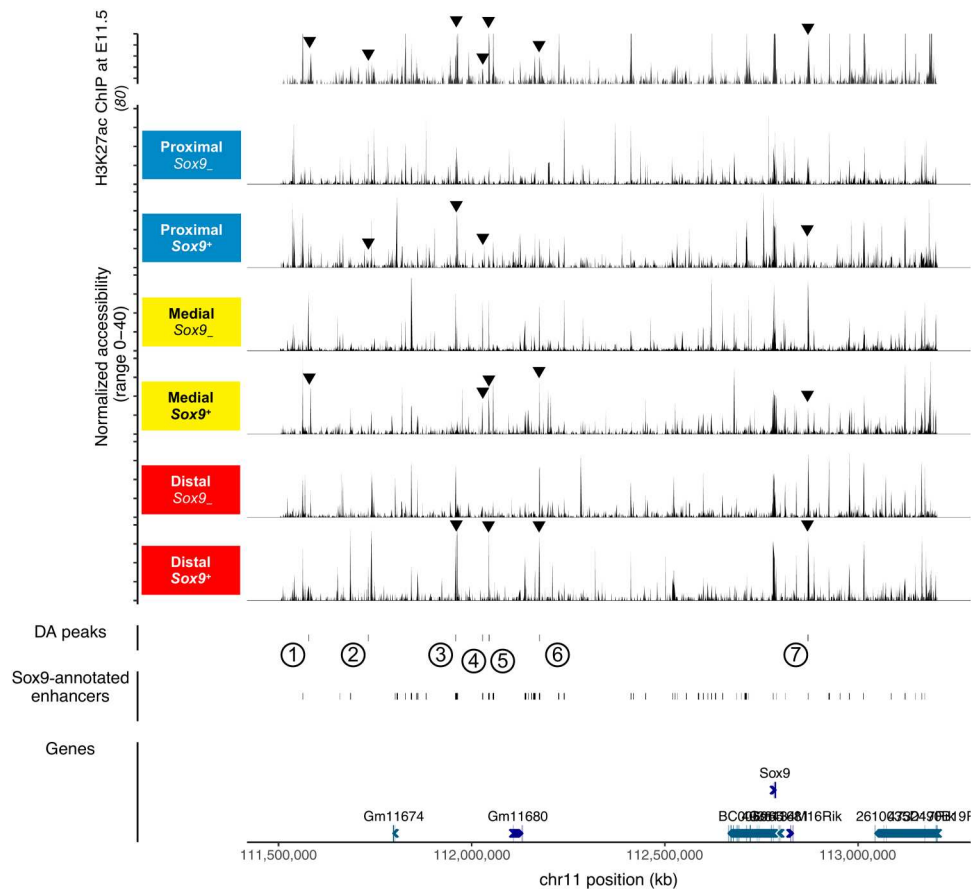 H3K27ac ChIP at E11.5
(80)
Proximal
Sox9_
Proximal
Sox9+
Normalized accessibility
(range 0–40)
Medial
Sox9_
Medial
Sox9+
Distal
Sox9_
Distal
Sox9+
DA peaks
1 2 3 4 5 6 7
Sox9-annotated
enhancers
Genes
Sox9
Gm11674 Gm11680
111,500,000 112,000,000 112,500,000 113,000,000
chr11 position (kb)